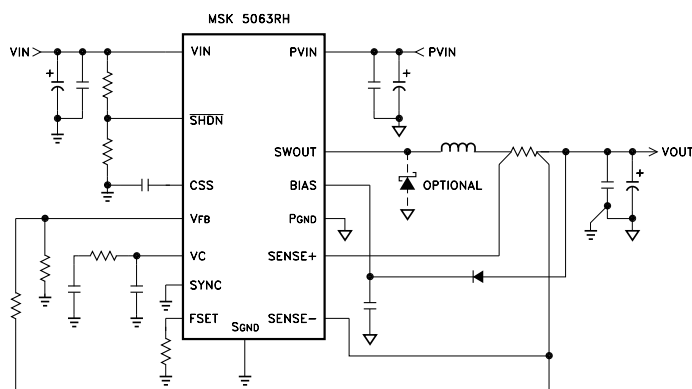 MSK 5063RH
VIN
VIN
PVIN
PVIN
SHDN
SWOUT
VOUT
CSS
BIAS
OPTIONAL
VFB
PGND
VC
SENSE+
SYNC
FSET
SGND
SENSE-
+
+
+